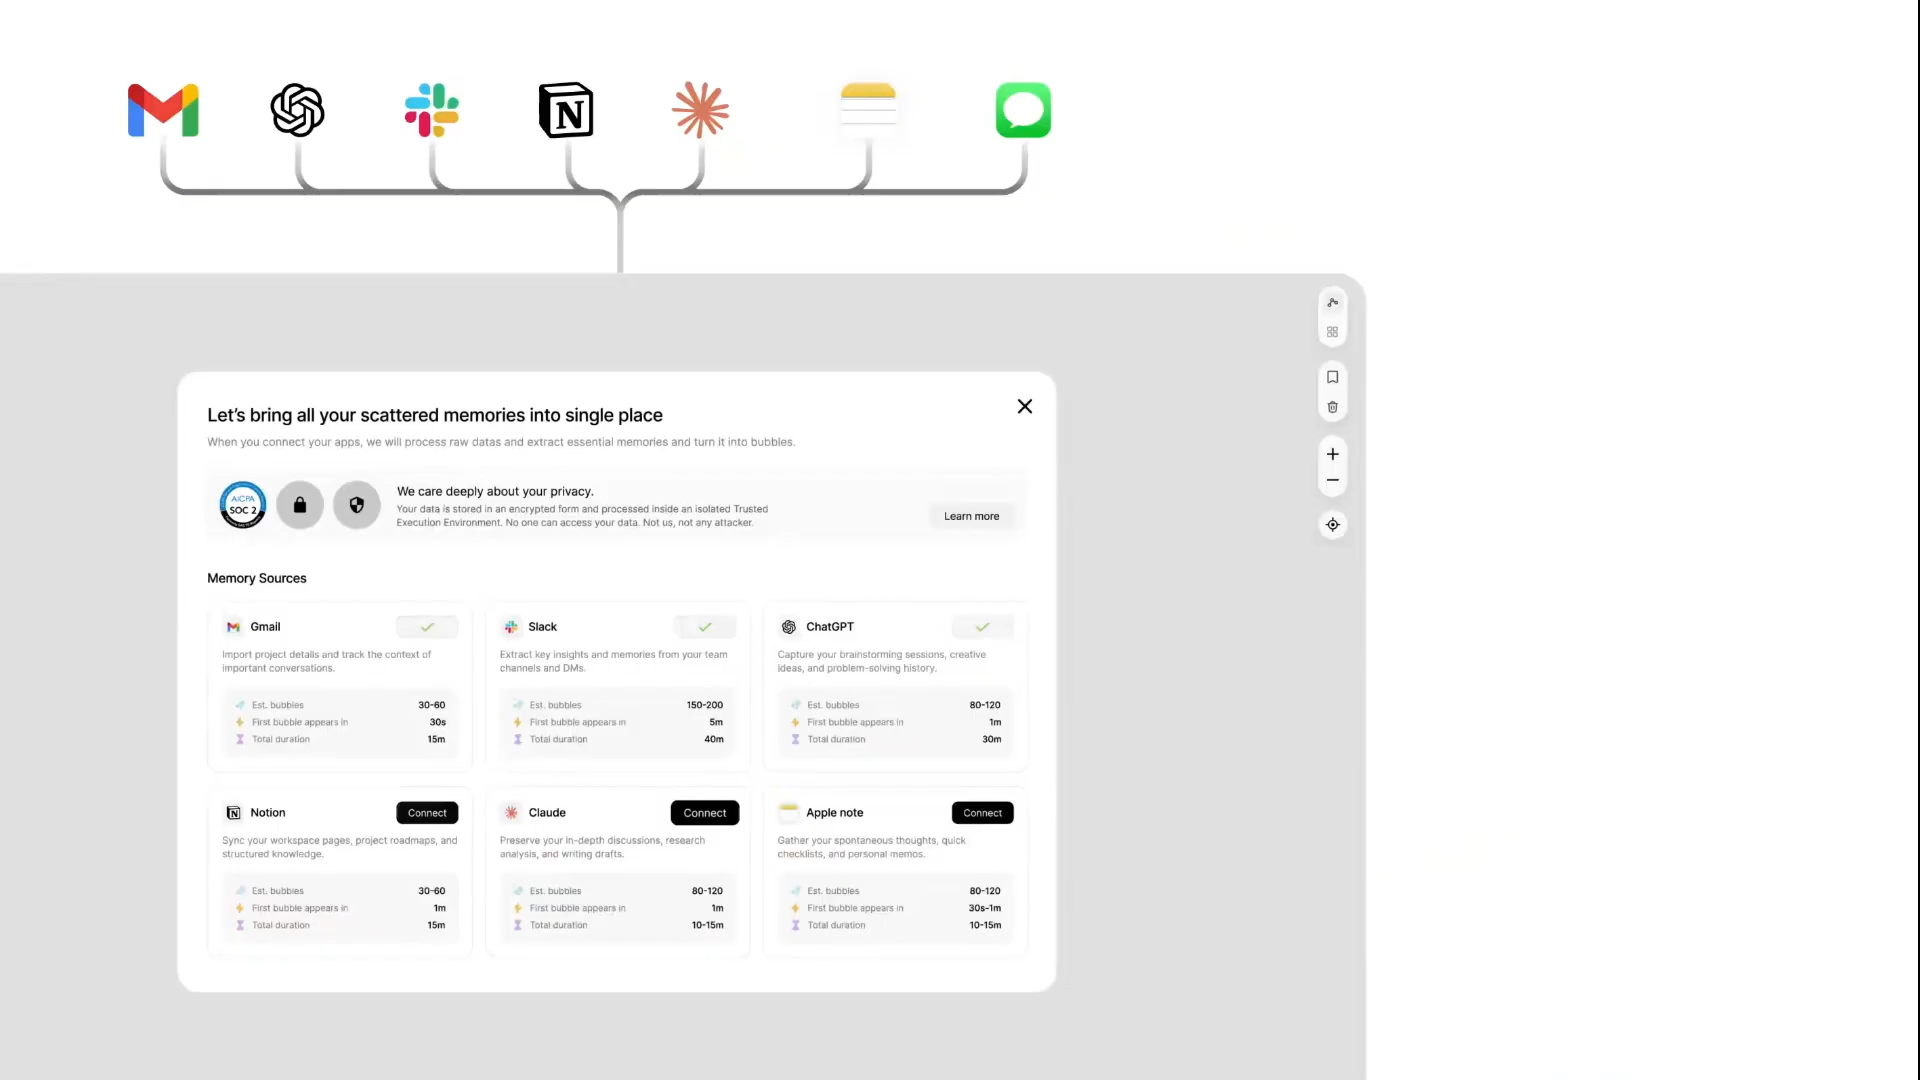 N
Let's bring all your scattered memories into single place
When you connect your apps, we will process raw datas and extract essential memories and turn it into bubbles.
AICPA
SOC 2
We care deeply about your privacy.
Your data is stored in an encrypted form and processed inside an isolated Trusted
Execution Environment. No one can access your data. Not us, not any attacker.
Learn more
Memory Sources
Gmail
Import project details and track the context of
important conversations.
Est. bubbles 30-60
First bubble appears in 30s
Total duration 15m
Slack
Extract key insights and memories from your team
channels and DMs.
Est. bubbles 150-200
First bubble appears in 5m
Total duration 40m
ChatGPT
Capture your brainstorming sessions, creative
ideas, and problem-solving history.
Est. bubbles 80-120
First bubble appears in 1m
Total duration 30m
Notion Connect
Sync your workspace pages, project roadmaps, and
structured knowledge.
Est. bubbles 30-60
First bubble appears in 1m
Total duration 15m
Claude Connect
Preserve your in-depth discussions, research
analysis, and writing drafts.
Est. bubbles 80-120
First bubble appears in 1m
Total duration 10-15m
Apple note Connect
Gather your spontaneous thoughts, quick
checklists, and personal memos.
Est. bubbles 80-120
First bubble appears in 30s-1m
Total duration 10-15m